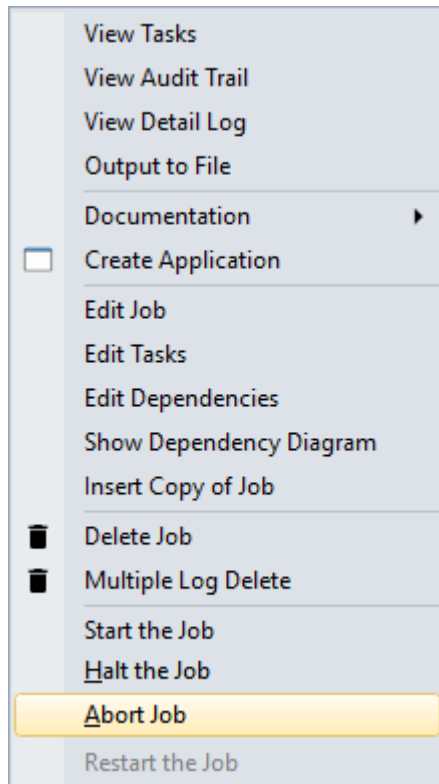 View Tasks
View Audit Trail
View Detail Log
Output to File
Documentation
Create Application
Edit Job
Edit Tasks
Edit Dependencies
Show Dependency Diagram
Insert Copy of Job
Delete Job
Multiple Log Delete
Start the Job
Halt the Job
Abort Job
Restart the Job